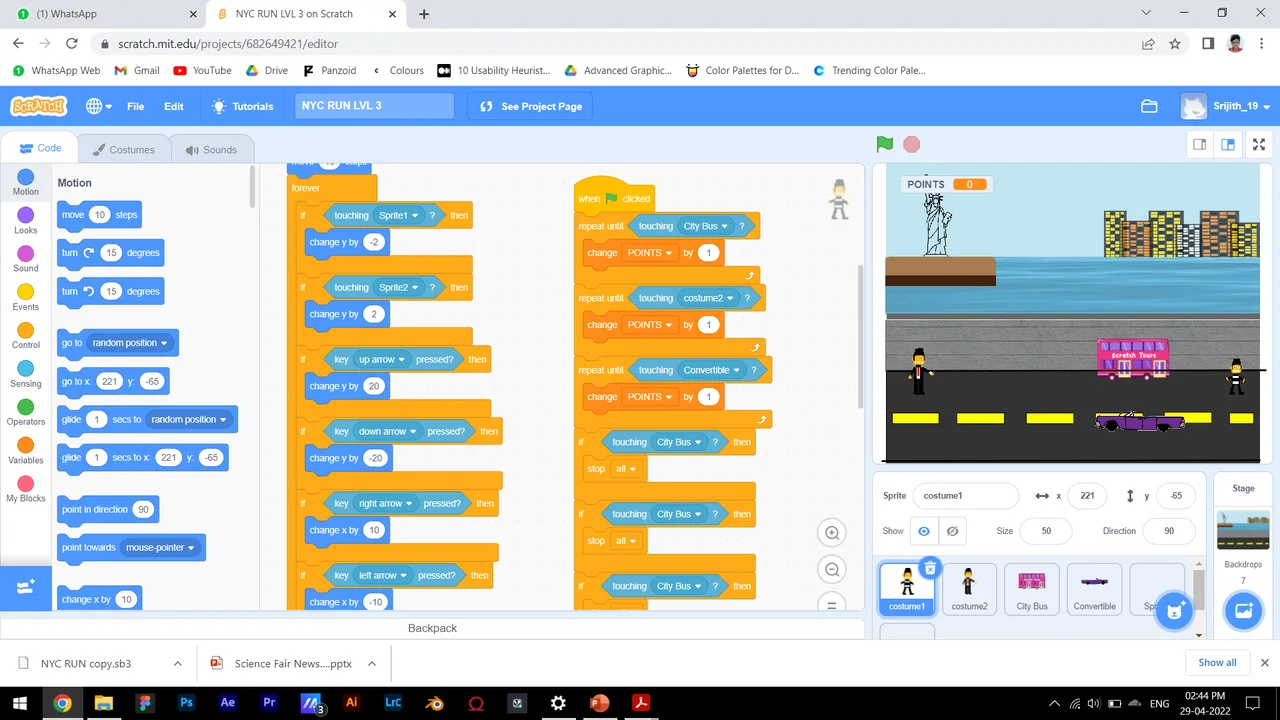 (1) WhatsApp
NYC RUN LVL 3 on Scratch
scratch.mit.edu/projects/682649421/editor
WhatsApp Web
Gmail
YouTube
Drive
Panzoid
Colours
10 Usability Heurist...
Advanced Graphic...
Color Palettes for D...
Trending Color Pale...
SCRATCH
File
Edit
Tutorials
NYC RUN LVL 3
See Project Page
Srijith_19
Code
Costumes
Sounds
Motion
Looks
Sound
Events
Control
Sensing
Operators
Variables
My Blocks
Motion
move 10 steps
turn 15 degrees
turn 15 degrees
go to random position
go to x: 221 y: -65
glide 1 secs to random position
glide 1 secs to x: 221 y: -65
point in direction 90
point towards mouse-pointer
change x by 10
forever
if touching Sprite1 ? then
change y by -2
if touching Sprite2 ? then
change y by 2
if key up arrow pressed? then
change y by 20
if key down arrow pressed? then
change y by -20
if key right arrow pressed? then
change x by 10
if key left arrow pressed? then
change x by -10
when clicked
repeat until touching City Bus ?
change POINTS by 1
repeat until touching costume2 ?
change POINTS by 1
repeat until touching Convertible ?
change POINTS by 1
if touching City Bus ? then
stop all
if touching City Bus ? then
stop all
if touching City Bus ? then
POINTS 0
Scratch Tours
Sprite costume1 x 221 y -65
Show Size 50 Direction 90
costume1
costume2
City Bus
Convertible
Stage
Backdrops
7
Backpack
NYC RUN copy.sb3
Science Fair News....pptx
Show all
Ps
Ae
Pr
3
Ai
Lrc
ENG
02:44 PM
29-04-2022